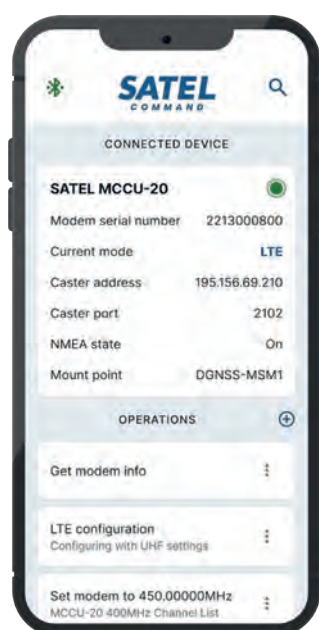 SATEL
COMMAND
CONNECTED DEVICE
SATEL MCCU-20
Modem serial number 2213000800
Current mode LTE
Caster address 195.156.69.210
Caster port 2102
NMEA state On
Mount point DGNSS-MSM1
OPERATIONS
Get modem info
LTE configuration
Configuring with UHF settings
Set modem to 450.00000MHz
MCCU-20 400MHz Channel List